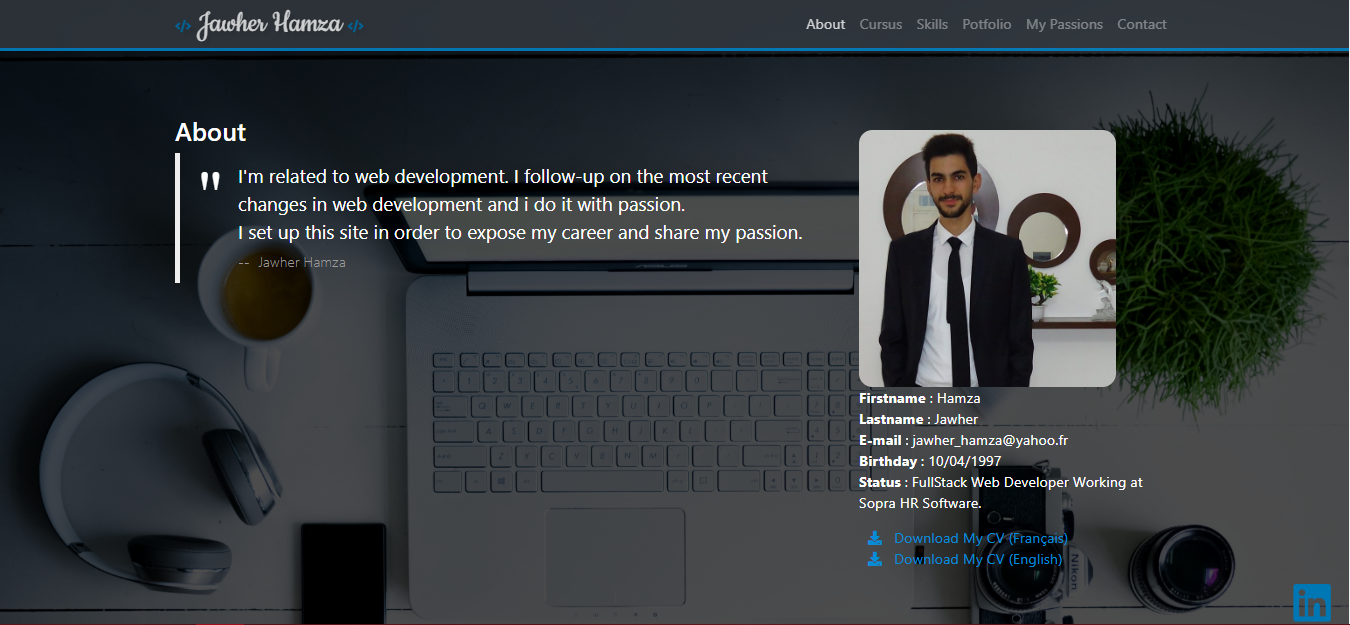 </> Jawher Hamza </>
About Cursus Skills Potfolio My Passions Contact
About
" I'm related to web development. I follow-up on the most recent
changes in web development and i do it with passion.
I set up this site in order to expose my career and share my passion.
-- Jawher Hamza
Firstname : Hamza
Lastname : Jawher
E-mail : jawher_hamza@yahoo.fr
Birthday : 10/04/1997
Status : FullStack Web Developer Working at
Sopra HR Software.
Download My CV (Français)
Download My CV (English)
Nikon
in